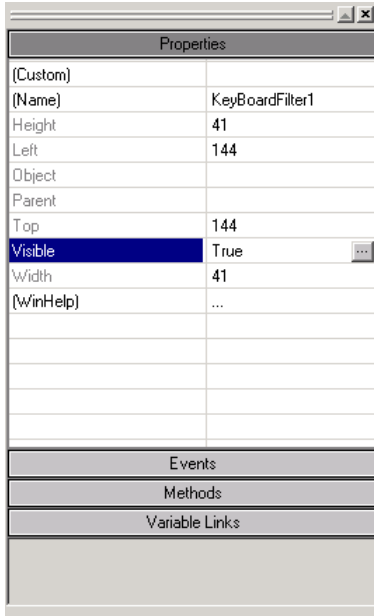 Properties
(Custom)
(Name) KeyBoardFilter1
Height 41
Left 144
Object
Parent
Top 144
Visible True ...
Width 41
(WinHelp) ...
Events
Methods
Variable Links